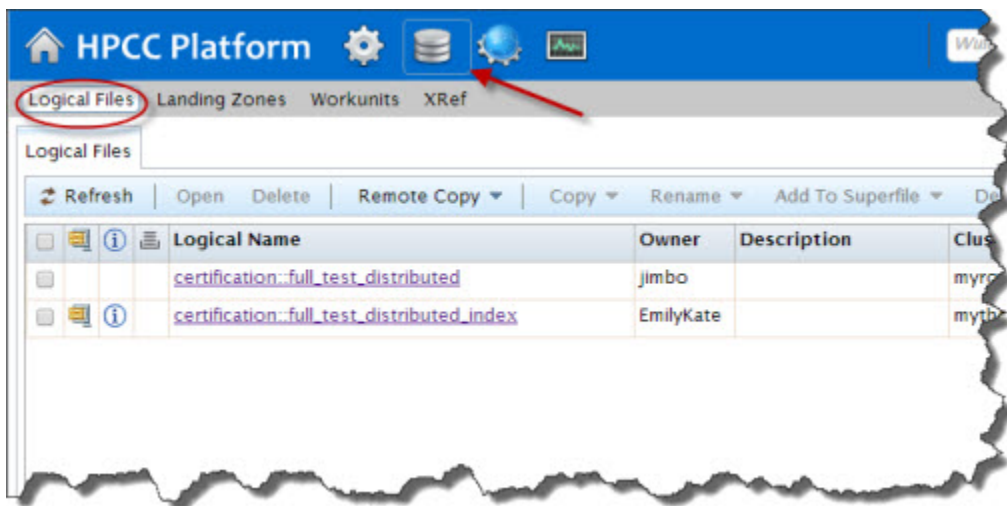 HPCC Platform
Logical Files Landing Zones Workunits XRef
Logical Files
Refresh Open Delete Remote Copy Copy Rename Add To Superfile
Logical Name Owner Description
certification::full_test_distributed jimbo
certification::full_test_distributed_index EmilyKate